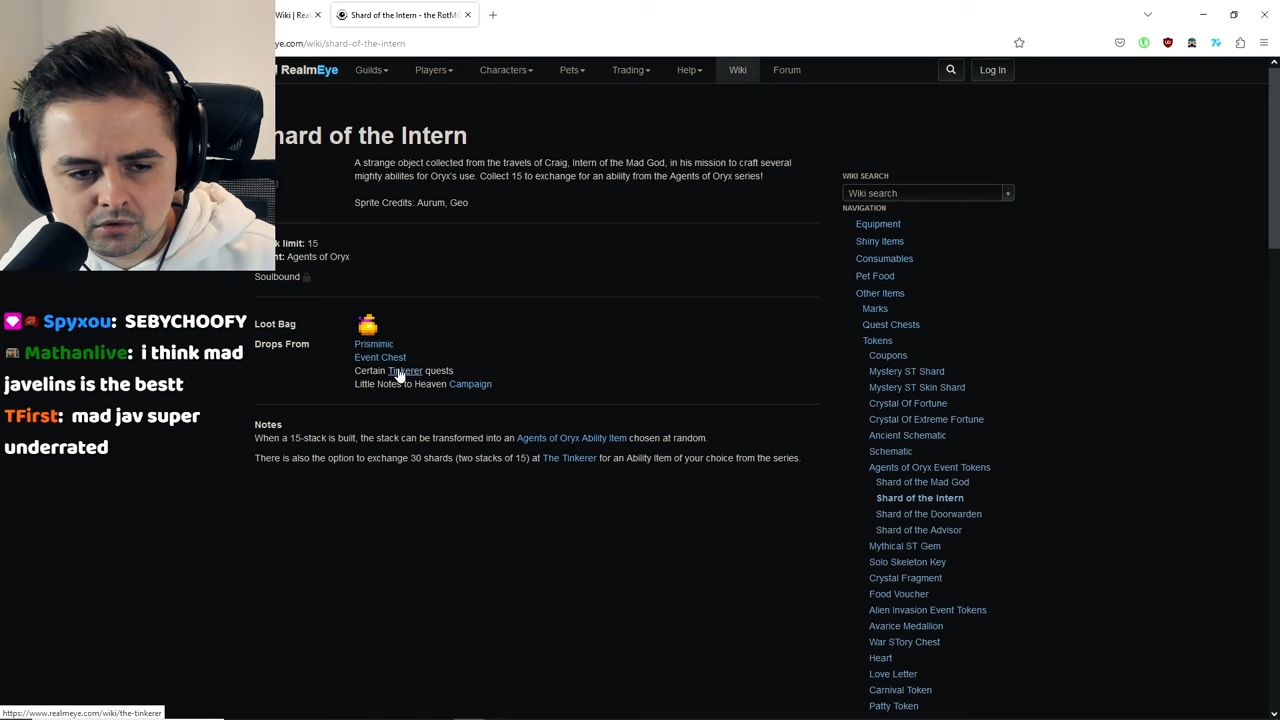 Wiki | Rea
Shard of the Intern - the RotMG
ye.com/wiki/shard-of-the-intern
RealmEye
Guilds
Players
Characters
Pets
Trading
Help
Wiki
Forum
Log In
hard of the Intern
A strange object collected from the travels of Craig, Intern of the Mad God, in his mission to craft several
mighty abilities for Oryx's use. Collect 15 to exchange for an ability from the Agents of Oryx series!
Sprite Credits: Aurum, Geo
k limit: 15
nt: Agents of Oryx
Soulbound
Loot Bag
Drops From
Prismimic
Event Chest
Certain Tinkerer quests
Little Notes to Heaven Campaign
Notes
When a 15-stack is built, the stack can be transformed into an Agents of Oryx Ability Item chosen at random.
There is also the option to exchange 30 shards (two stacks of 15) at The Tinkerer for an Ability Item of your choice from the series.
WIKI SEARCH
Wiki search
NAVIGATION
Equipment
Shiny Items
Consumables
Pet Food
Other Items
Marks
Quest Chests
Tokens
Coupons
Mystery ST Shard
Mystery ST Skin Shard
Crystal Of Fortune
Crystal Of Extreme Fortune
Ancient Schematic
Schematic
Agents of Oryx Event Tokens
Shard of the Mad God
Shard of the Intern
Shard of the Doorwarden
Shard of the Advisor
Mythical ST Gem
Solo Skeleton Key
Crystal Fragment
Food Voucher
Alien Invasion Event Tokens
Avarice Medallion
War STory Chest
Heart
Love Letter
Carnival Token
Patty Token
Spyxou: SEBYCHOOFY
Mathanlive: i think mad
javelins is the bestt
TFirst: mad jav super
underrated
https://www.realmeye.com/wiki/the-tinkerer